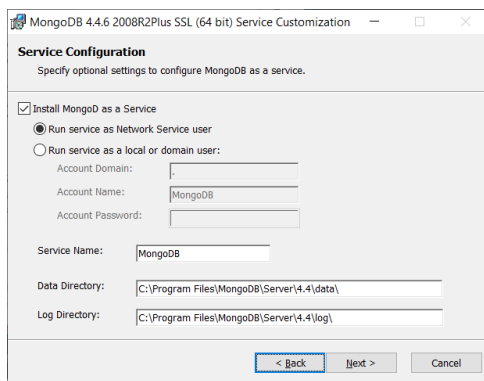 MongoDB 4.4.6 2008R2Plus SSL (64 bit) Service Customization
Service Configuration
Specify optional settings to configure MongoDB as a service.
Install MongoD as a Service
Run service as Network Service user
Run service as a local or domain user:
Account Domain: .
Account Name: MongoDB
Account Password:
Service Name: MongoDB
Data Directory: C:\Program Files\MongoDB\Server\4.4\data\
Log Directory: C:\Program Files\MongoDB\Server\4.4\log\
< Back Next > Cancel